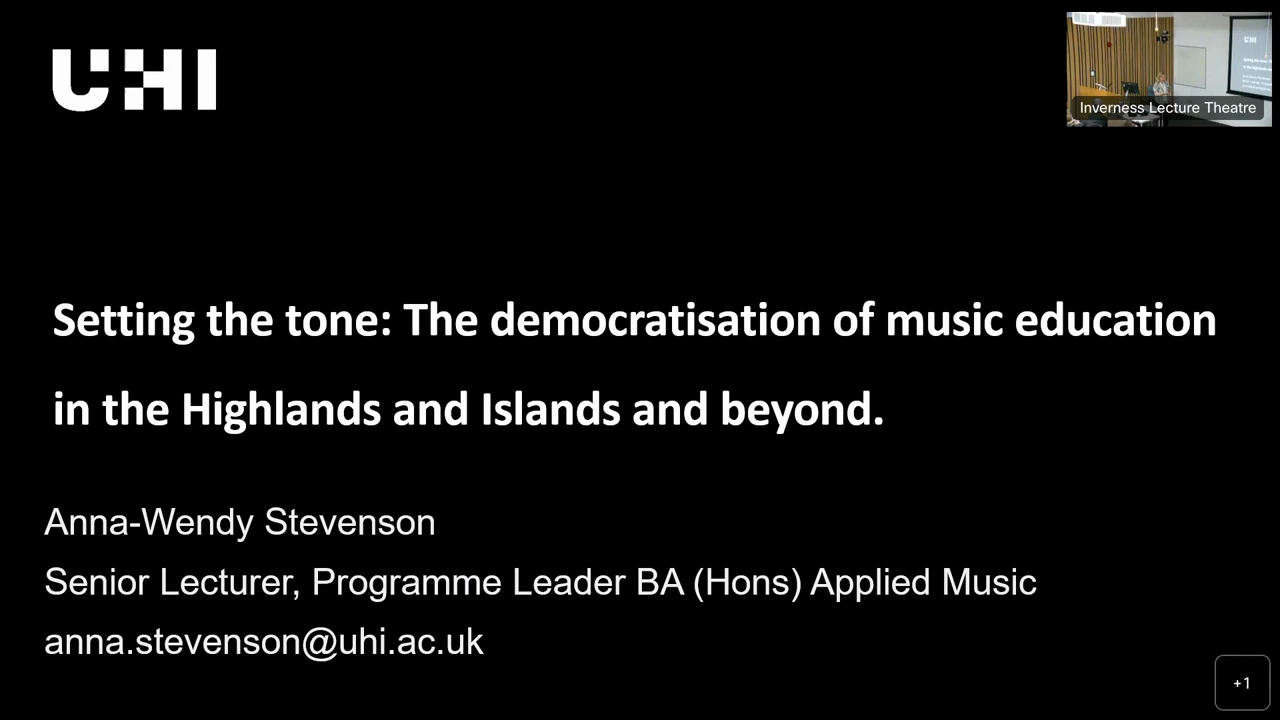 UHI
Inverness Lecture Theatre
Setting the tone: The democratisation of music education
in the Highlands and Islands and beyond.
Anna-Wendy Stevenson
Senior Lecturer, Programme Leader BA (Hons) Applied Music
anna.stevenson@uhi.ac.uk
+1